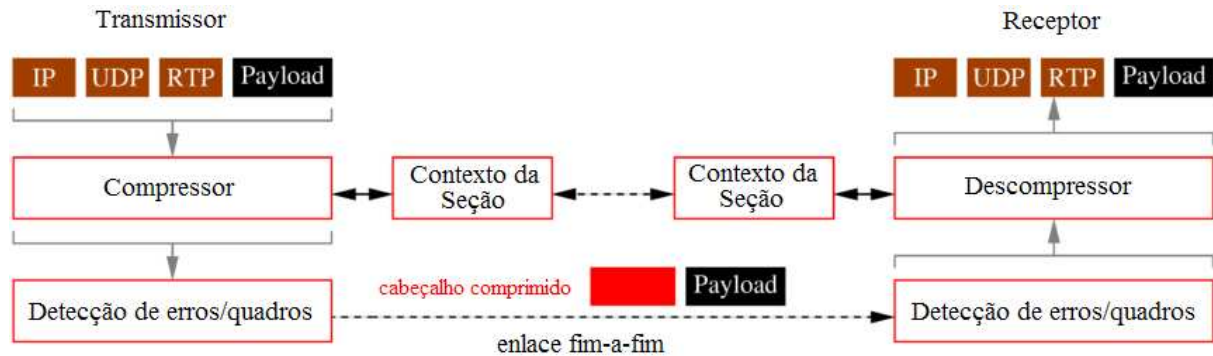 Transmissor
Receptor
IP UDP RTP Payload
IP UDP RTP Payload
Compressor
Contexto da
Seção
Contexto da
Seção
Descompressor
Detecção de erros/quadros
cabeçalho comprimido
Payload
Detecção de erros/quadros
enlace fim-a-fim